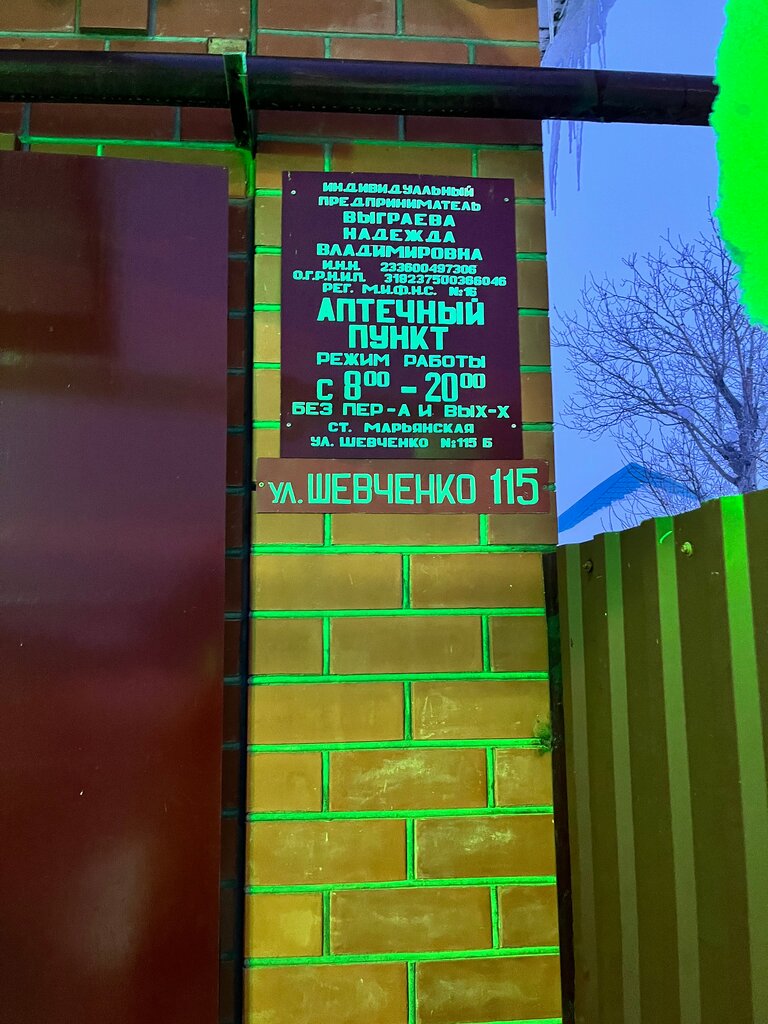 ИНДИВИДУАЛЬНЫЙ
ПРЕДПРИНИМАТЕЛЬ
ВЫГРАЕВА
НАДЕЖДА
ВЛАДИМИРОВНА
И.Н.Н. 233600497306
О.Г.Р.Н.И.П. 318237500366046
РЕГ. М.И.Ф.Н.С. №16
АПТЕЧНЫЙ
ПУНКТ
РЕЖИМ РАБОТЫ
С 8⁰⁰ - 20⁰⁰
БЕЗ ПЕР-А И ВЫХ-Х
СТ. МАРЬЯНСКАЯ
УЛ. ШЕВЧЕНКО №115 Б
УЛ. ШЕВЧЕНКО 115